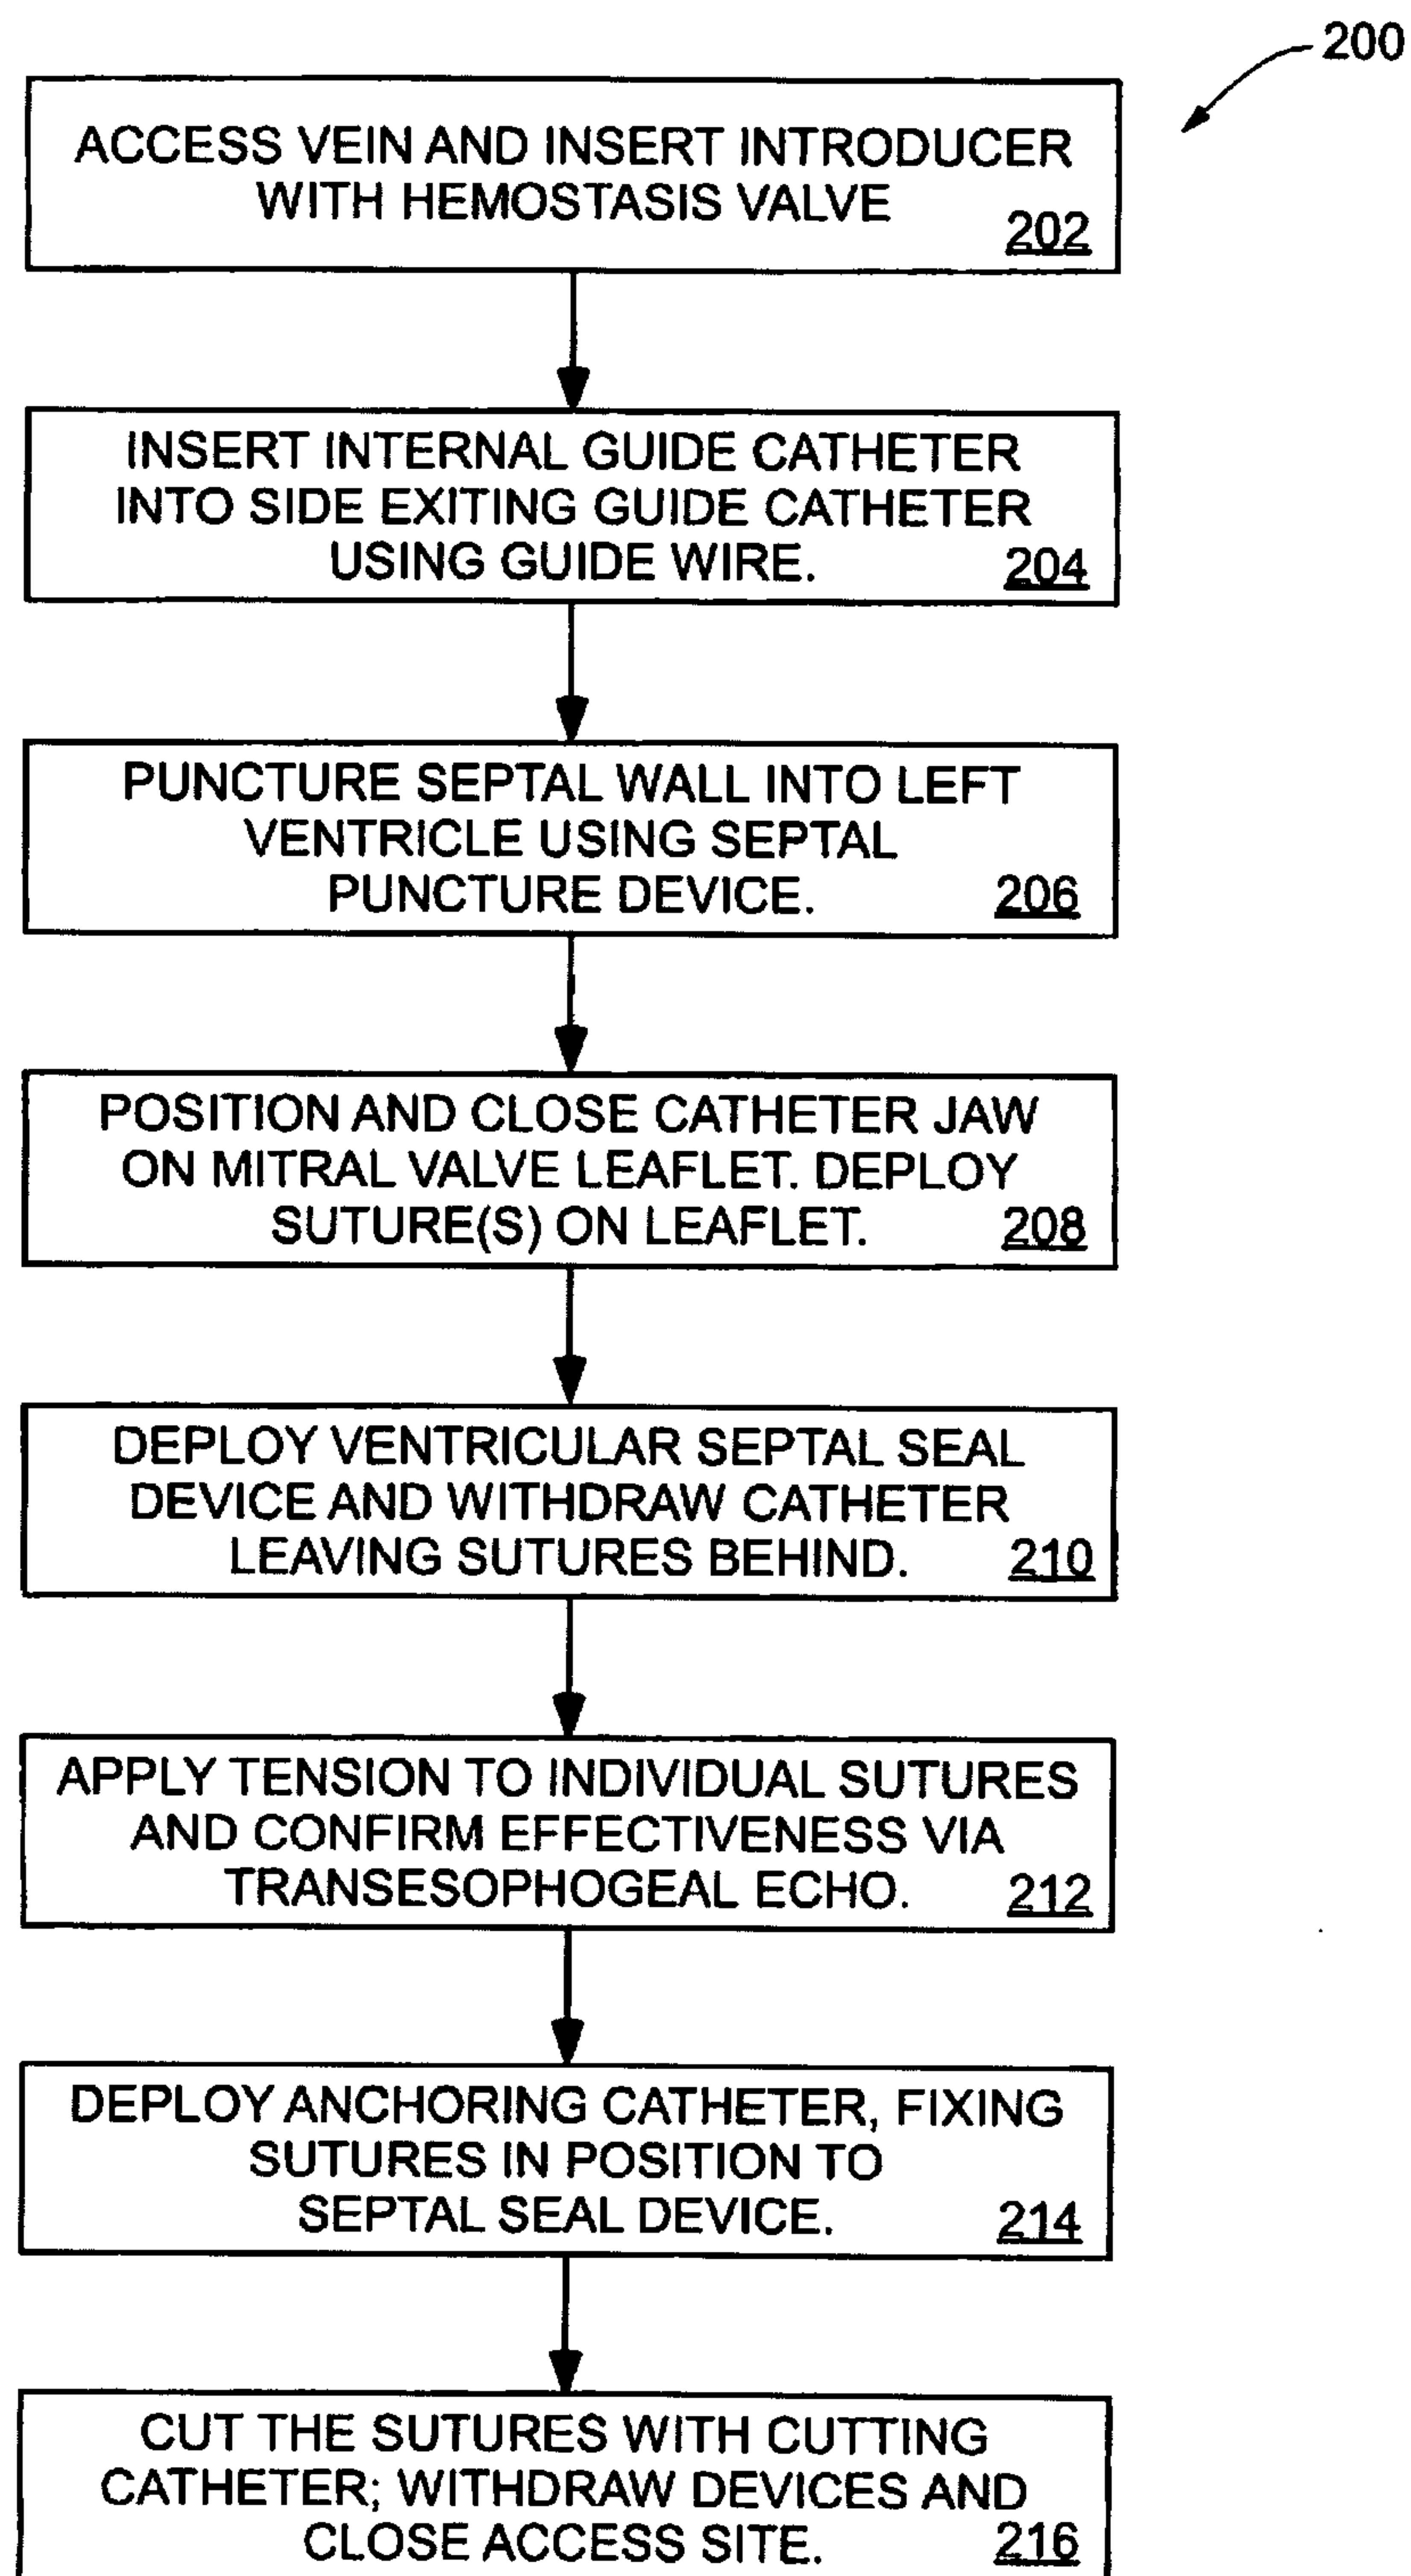 200
ACCESS VEIN AND INSERT INTRODUCER
WITH HEMOSTASIS VALVE
202
INSERT INTERNAL GUIDE CATHETER
INTO SIDE EXITING GUIDE CATHETER
USING GUIDE WIRE.
204
PUNCTURE SEPTAL WALL INTO LEFT
VENTRICLE USING SEPTAL
PUNCTURE DEVICE.
206
POSITION AND CLOSE CATHETER JAW
ON MITRAL VALVE LEAFLET. DEPLOY
SUTURE(S) ON LEAFLET.
208
DEPLOY VENTRICULAR SEPTAL SEAL
DEVICE AND WITHDRAW CATHETER
LEAVING SUTURES BEHIND.
210
APPLY TENSION TO INDIVIDUAL SUTURES
AND CONFIRM EFFECTIVENESS VIA
TRANSESOPHOGEAL ECHO.
212
DEPLOY ANCHORING CATHETER, FIXING
SUTURES IN POSITION TO
SEPTAL SEAL DEVICE.
214
CUT THE SUTURES WITH CUTTING
CATHETER; WITHDRAW DEVICES AND
CLOSE ACCESS SITE.
216